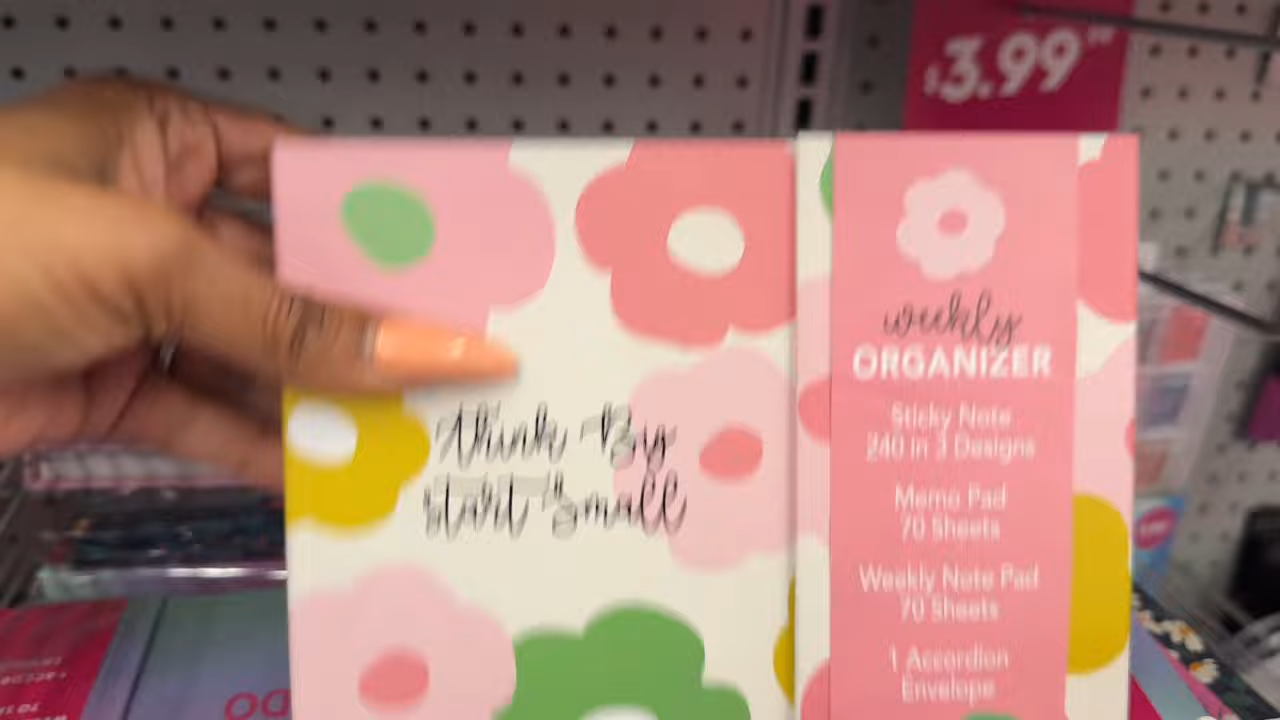 $3.99
think Big
start Small
weekly
ORGANIZER
Sticky Note
240 in 3 Designs
Memo Pad
70 Sheets
Weekly Note Pad
70 Sheets
1 Accordion
Envelope